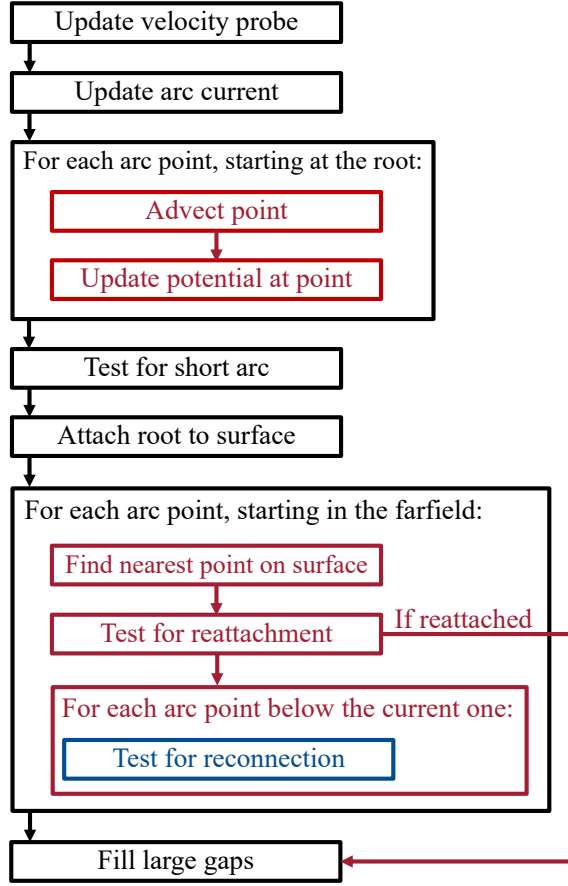 Update velocity probe
Update arc current
For each arc point, starting at the root:
Advect point
Update potential at point
Test for short arc
Attach root to surface
For each arc point, starting in the farfield:
Find nearest point on surface
Test for reattachment
If reattached
For each arc point below the current one:
Test for reconnection
Fill large gaps